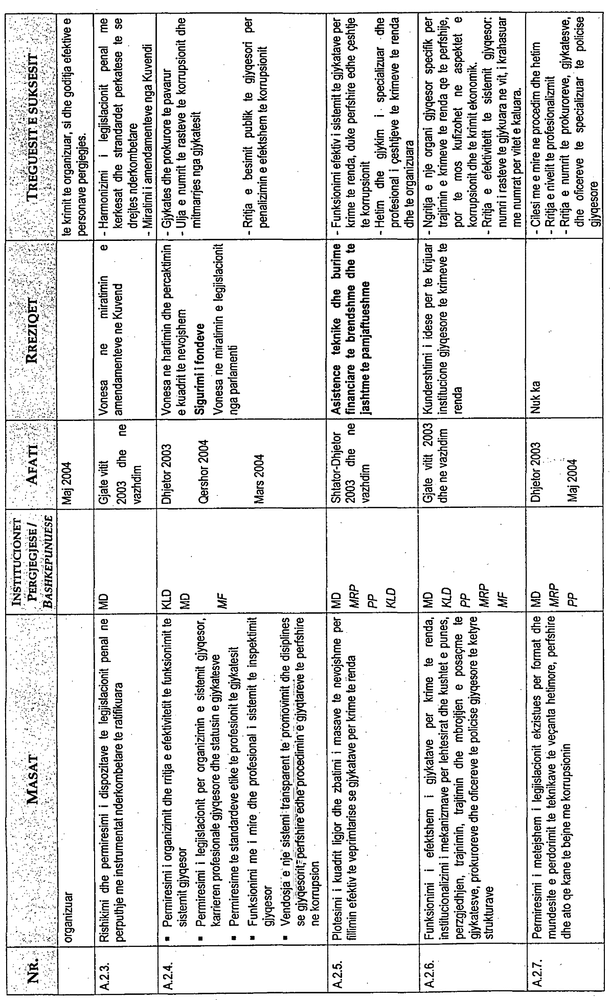 NR.
MASAT
INSTITUCIONET
PERGJEGJESE /
BASHKEPUNUESE
AFATI
RREZIQET
TREGUESIT E SUKSESIT
organizuar
Maj 2004
te krimit te organizuar, si dhe goditja efektive e
personave pergjegjes.
A.2.3.
Rishikimi dhe permiresimi i dispozitave te legjislacionit penal ne
perputhje me instrumentat nderkombetare te ratifikuara
MD
Gjate vitit
2003 dhe ne
vazhdim
Vonesa ne miratimin e
amendamenteve ne Kuvend
- Harmonizimi i legjislacionit penal me
kerkesat dhe strandardet perkatese te se
drejtes nderkombetare
- Miratimi i amendamenteve nga Kuvendi
A.2.4.
▪ Permiresimi i organizimit dhe rritja e efektivitetit te funksionimit te
sistemit gjyqesor
▪ Permiresimi i legjislacionit per organizimin e sistemit gjyqesor,
karrieren profesionale gjyqesore dhe statusin e gjykatesve
▪ Permiresime te standardeve etike te profesionit te gjykatesit
▪ Funksionimi me i mire dhe profesional i sistemit te inspektimit
gjyqesor
▪ Vendosja e nje sistemi transparent te promovimit dhe disiplines
se gjyqesorit, perfshire edhe procedimin e gjyqtareve te perfshire
ne korrupsion
KLD
MD
MF
Dhjetor 2003
Qershor 2004
Mars 2004
Vonesa ne hartimin dhe percaktimin
e kuadrit te nevojshem
Sigurimi i fondeve
Vonesa ne miratimin e legjislacionit
nga parlamenti
- Gjykates dhe prokurore te pavarur
- Ulja e numrit te rasteve te korrupsionit dhe
mitmarrjes nga gjykatesit
- Rritja e besimit publik te gjyqesori per
penalizimin e efektshem te korrupsionit
A.2.5.
Plotesimi i kuadrit ligjor dhe zbatimi i masave te nevojshme per
fillimin efektiv te veprimtarise se gjykatave per krime te renda
MD
MRP
PP
KLD
Shtator-Dhjetor
2003 dhe ne
vazhdim
Asistence teknike dhe burime
financiare te brendshme dhe te
jashtme te pamjaftueshme
- Funksionimi efektiv i sistemit te gjykatave per
krime te renda, duke perfshire edhe çeshtje
te korrupsionit
- Hetim dhe gjykim i specializuar dhe
profesional i çeshtjeve te krimeve te renda
dhe te organizuara
A.2.6.
Funksionimi i efektshem i gjykatave per krime te renda,
institucionalizimi i mekanizmave per lehtesirat dhe kushtet e punes,
perzgjedhjen, trajnimin, trajtimin dhe mbrojtjen e posaçme te
gjykatesve, prokuroreve dhe oficereve te policise gjyqesore te ketyre
strukturave
MD
KLD
PP
MRP
MF
Gjate vitit 2003
dhe ne vazhdim
Kundershtimi i idese per te krijuar
institucione gjyqesore te krimeve te
renda
- Ngritja e nje organi gjyqesor specifik per
trajtimin e krimeve te renda qe te perfshije,
por te mos kufizohet ne aspektet e
korrupsionit dhe te krimit ekonomik.
- Rritja e efektivitetit te sistemit gjyqesor:
numri i rasteve te gjykuara ne vit, i krahasuar
me numrat per vitet e kaluara.
A.2.7.
Permiresimi i metejshem i legjislacionit ekzistues per format dhe
mundesite e perdorimit te teknikave te veçanta hetimore, perfshire
dhe ato qe kane te bejne me korrupsionin
MD
MRP
PP
Dhjetor 2003
Maj 2004
Nuk ka
- Cilesi me e mire ne procedim dhe hetim
- Rritja e nivelit te profesionalizmit
- Rritja e numrit te prokuroreve, gjykatesve,
dhe oficereve te specializuar te policise
gjyqesore